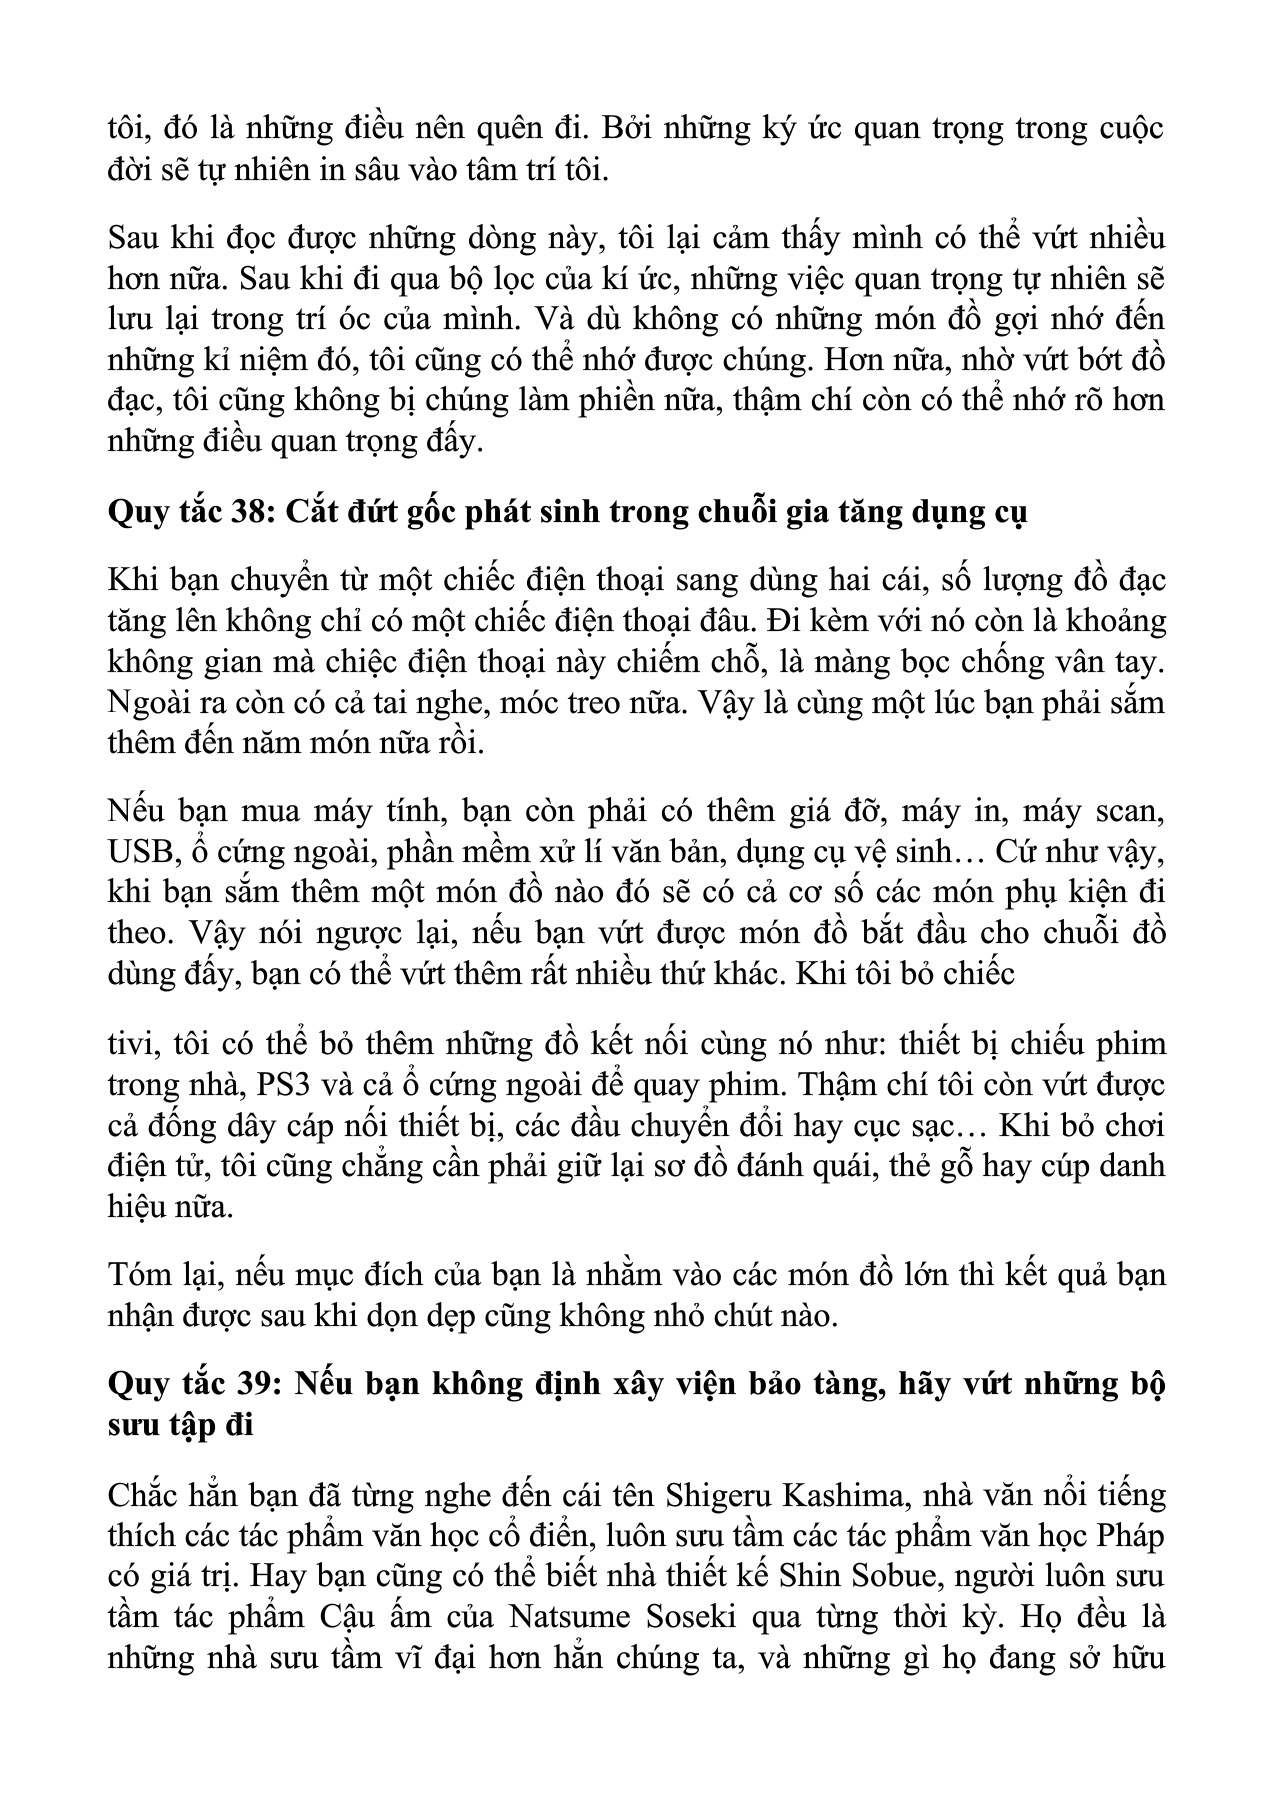 tôi, đó là những điều nên quên đi. Bởi những ký ức quan trọng trong cuộc
đời sẽ tự nhiên in sâu vào tâm trí tôi.
Sau khi đọc được những dòng này, tôi lại cảm thấy mình có thể vứt nhiều
hơn nữa. Sau khi đi qua bộ lọc của kí ức, những việc quan trọng tự nhiên sẽ
lưu lại trong trí óc của mình. Và dù không có những món đồ gợi nhớ đến
những kỉ niệm đó, tôi cũng có thể nhớ được chúng. Hơn nữa, nhờ vứt bớt đồ
đạc, tôi cũng không bị chúng làm phiền nữa, thậm chí còn có thể nhớ rõ hơn
những điều quan trọng đấy.
Quy tắc 38: Cắt đứt gốc phát sinh trong chuỗi gia tăng dụng cụ
Khi bạn chuyển từ một chiếc điện thoại sang dùng hai cái, số lượng đồ đạc
tăng lên không chỉ có một chiếc điện thoại đâu. Đi kèm với nó còn là khoảng
không gian mà chiệc điện thoại này chiếm chỗ, là màng bọc chống vân tay.
Ngoài ra còn có cả tai nghe, móc treo nữa. Vậy là cùng một lúc bạn phải sắm
thêm đến năm món nữa rồi.
Nếu bạn mua máy tính, bạn còn phải có thêm giá đỡ, máy in, máy scan,
USB, ổ cứng ngoài, phần mềm xử lí văn bản, dụng cụ vệ sinh… Cứ như vậy,
khi bạn sắm thêm một món đồ nào đó sẽ có cả cơ số các món phụ kiện đi
theo. Vậy nói ngược lại, nếu bạn vứt được món đồ bắt đầu cho chuỗi đồ
dùng đấy, bạn có thể vứt thêm rất nhiều thứ khác. Khi tôi bỏ chiếc
tivi, tôi có thể bỏ thêm những đồ kết nối cùng nó như: thiết bị chiếu phim
trong nhà, PS3 và cả ổ cứng ngoài để quay phim. Thậm chí tôi còn vứt được
cả đống dây cáp nối thiết bị, các đầu chuyển đổi hay cục sạc… Khi bỏ chơi
điện tử, tôi cũng chẳng cần phải giữ lại sơ đồ đánh quái, thẻ gỗ hay cúp danh
hiệu nữa.
Tóm lại, nếu mục đích của bạn là nhằm vào các món đồ lớn thì kết quả bạn
nhận được sau khi dọn dẹp cũng không nhỏ chút nào.
Quy tắc 39: Nếu bạn không định xây viện bảo tàng, hãy vứt những bộ
sưu tập đi
Chắc hẳn bạn đã từng nghe đến cái tên Shigeru Kashima, nhà văn nổi tiếng
thích các tác phẩm văn học cổ điển, luôn sưu tầm các tác phẩm văn học Pháp
có giá trị. Hay bạn cũng có thể biết nhà thiết kế Shin Sobue, người luôn sưu
tầm tác phẩm Cậu ấm của Natsume Soseki qua từng thời kỳ. Họ đều là
những nhà sưu tầm vĩ đại hơn hẳn chúng ta, và những gì họ đang sở hữu